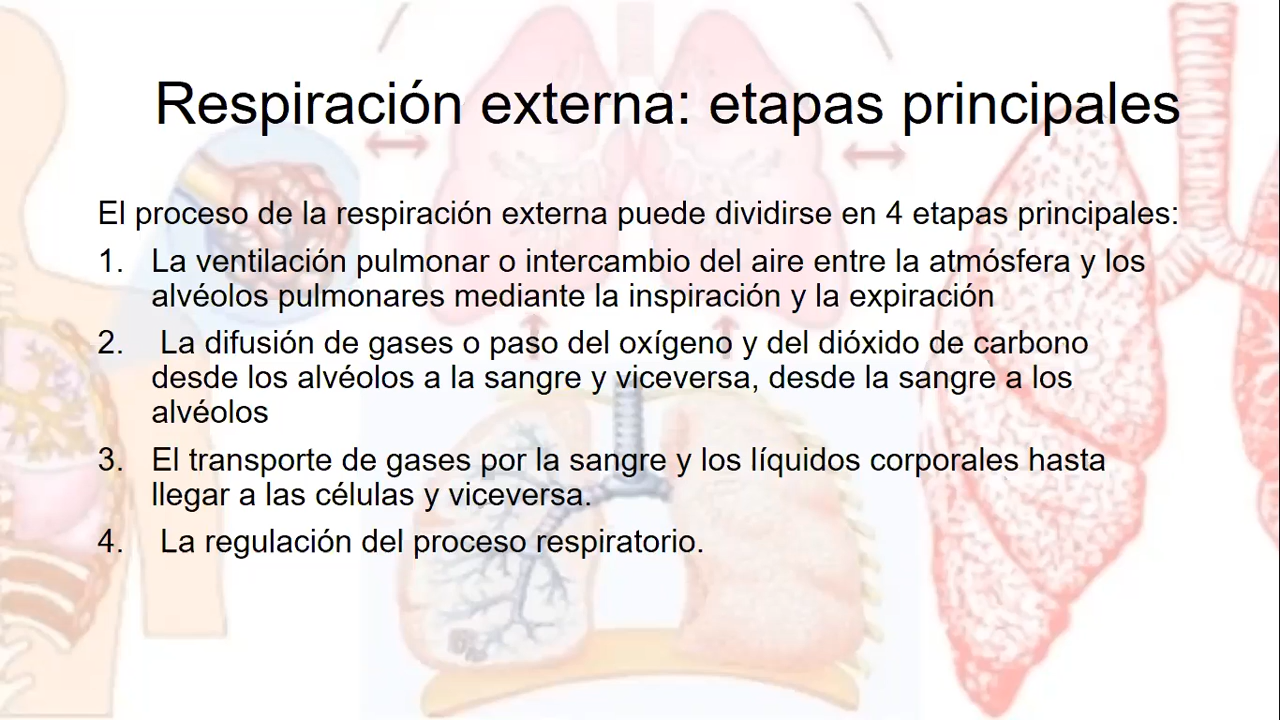 Respiración externa: etapas principales
El proceso de la respiración externa puede dividirse en 4 etapas principales:
1. La ventilación pulmonar o intercambio del aire entre la atmósfera y los
alvéolos pulmonares mediante la inspiración y la expiración
2. La difusión de gases o paso del oxígeno y del dióxido de carbono
desde los alvéolos a la sangre y viceversa, desde la sangre a los
alvéolos
3. El transporte de gases por la sangre y los líquidos corporales hasta
llegar a las células y viceversa.
4. La regulación del proceso respiratorio.